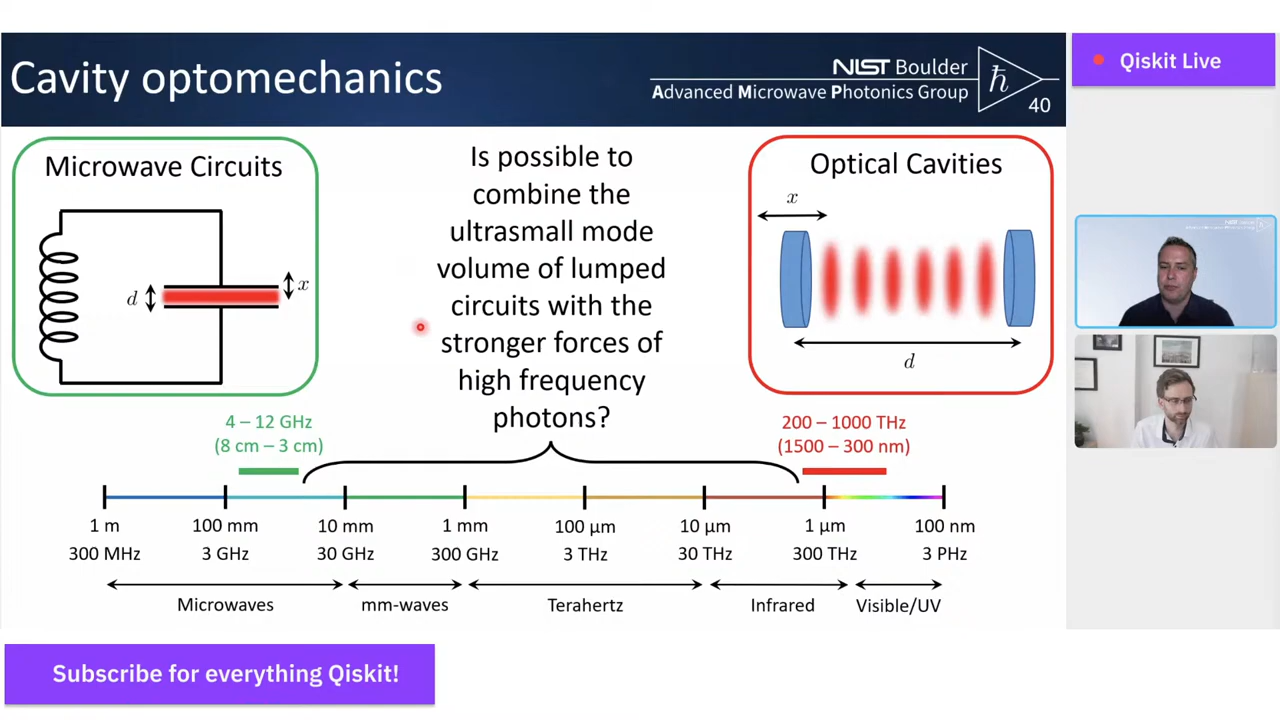 Cavity optomechanics
NIST Boulder
Advanced Microwave Photonics Group
ħ
40
Qiskit Live
Microwave Circuits
d
x
Is possible to
combine the
ultrasmall mode
volume of lumped
circuits with the
stronger forces of
high frequency
photons?
Optical Cavities
x
d
4 – 12 GHz
(8 cm – 3 cm)
200 – 1000 THz
(1500 – 300 nm)
1 m 100 mm 10 mm 1 mm 100 µm 10 µm 1 µm 100 nm
300 MHz 3 GHz 30 GHz 300 GHz 3 THz 30 THz 300 THz 3 PHz
Microwaves mm-waves Terahertz Infrared Visible/UV
Subscribe for everything Qiskit!